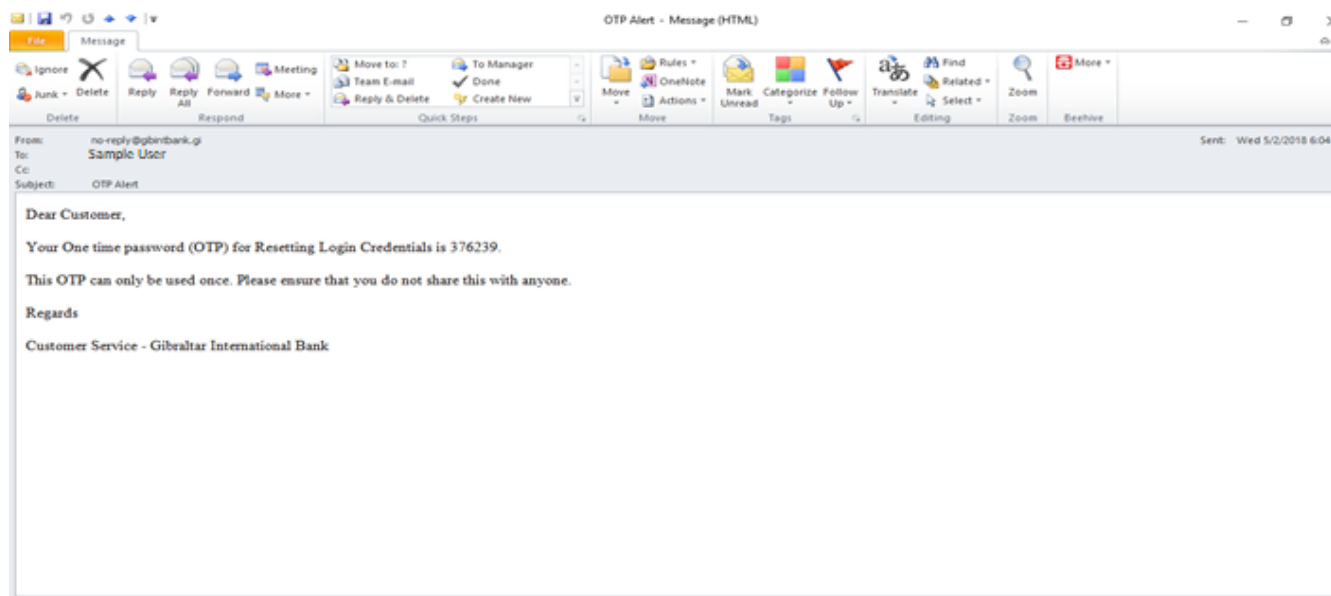 OTP Alert - Message (HTML)
File Message
Ignore
Junk
Delete
Reply
Reply All
Forward
Meeting
More
Move to: ?
Team E-mail
Reply & Delete
To Manager
Done
Create New
Move
Rules
OneNote
Actions
Mark Unread
Categorize
Follow Up
Translate
Find
Related
Select
Zoom
More
Delete Respond Quick Steps Move Tags Editing Zoom Beehive
From: no-reply@gibintbank.gi Sent: Wed 5/2/2018 6:04
To: Sample User
Cc:
Subject: OTP Alert
Dear Customer,
Your One time password (OTP) for Resetting Login Credentials is 376239.
This OTP can only be used once. Please ensure that you do not share this with anyone.
Regards
Customer Service - Gibraltar International Bank